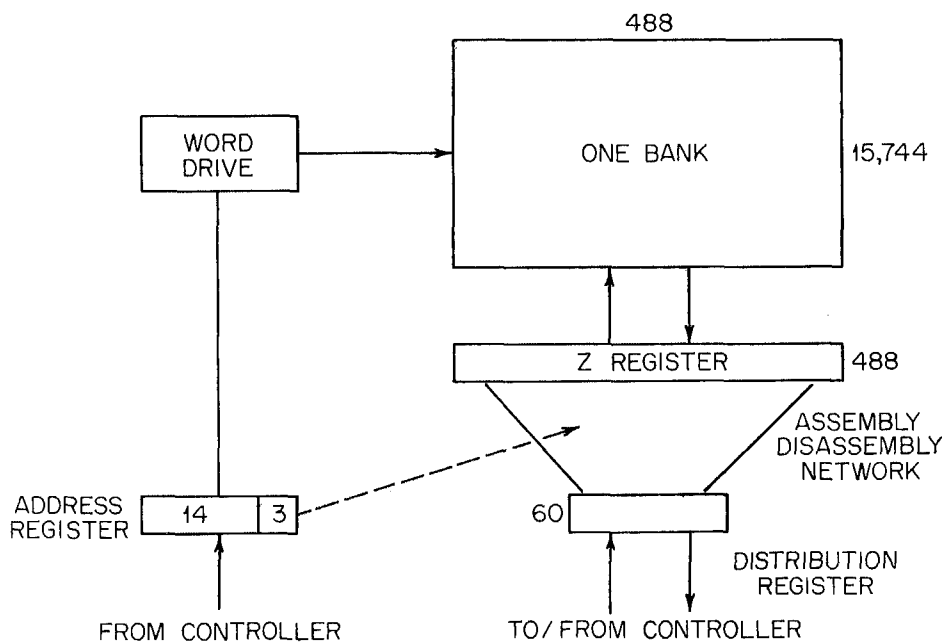 488
WORD
DRIVE
ONE BANK
15,744
Z REGISTER
488
ASSEMBLY
DISASSEMBLY
NETWORK
ADDRESS
REGISTER
14
3
60
DISTRIBUTION
REGISTER
FROM CONTROLLER
TO/FROM CONTROLLER